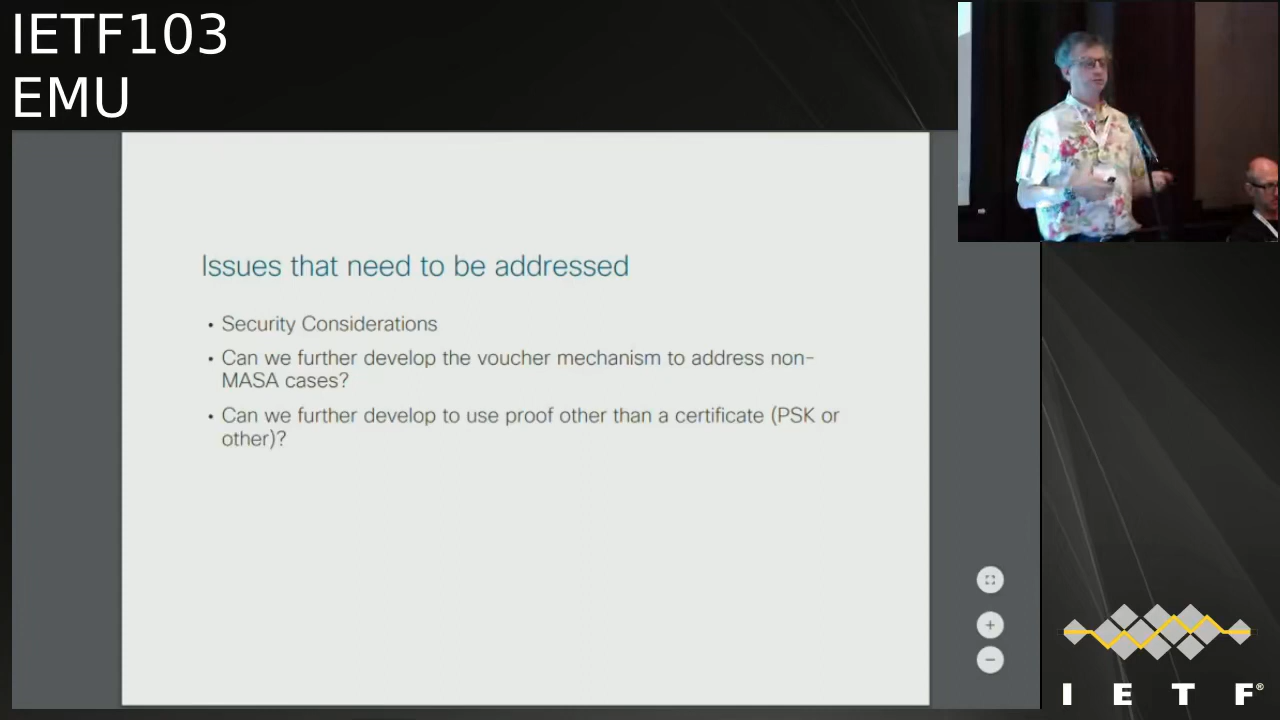 IETF103
EMU
Issues that need to be addressed
• Security Considerations
• Can we further develop the voucher mechanism to address non-
MASA cases?
• Can we further develop to use proof other than a certificate (PSK or
other)?
I E T F®